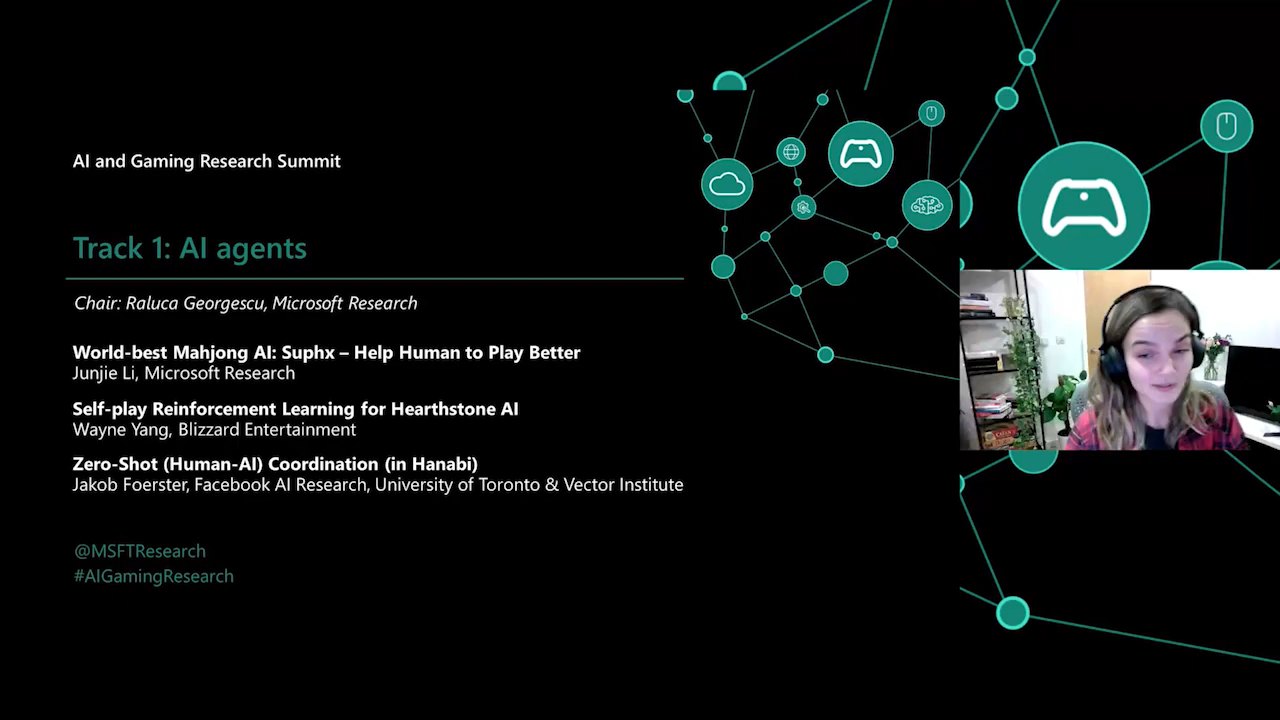 AI and Gaming Research Summit
Track 1: AI agents
Chair: Raluca Georgescu, Microsoft Research
World-best Mahjong AI: Suphx – Help Human to Play Better
Junjie Li, Microsoft Research
Self-play Reinforcement Learning for Hearthstone AI
Wayne Yang, Blizzard Entertainment
Zero-Shot (Human-AI) Coordination (in Hanabi)
Jakob Foerster, Facebook AI Research, University of Toronto & Vector Institute
@MSFTResearch
#AIGamingResearch